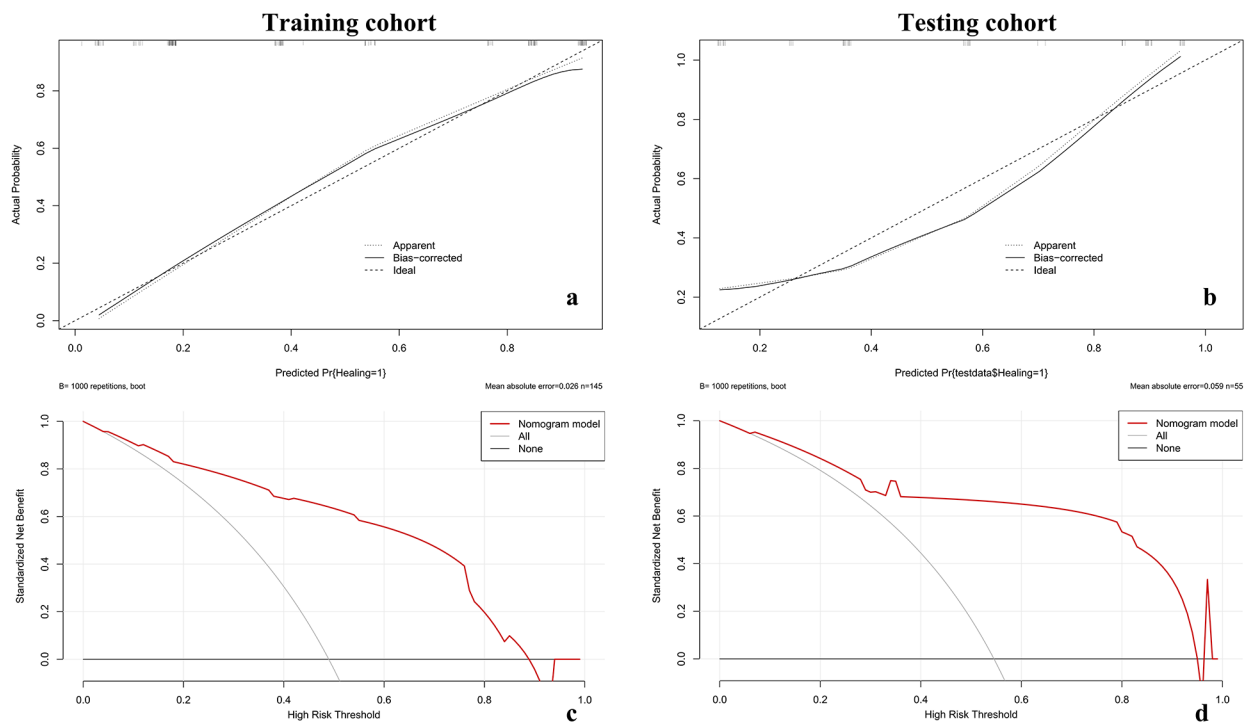 Training cohort
Testing cohort
Actual Probability
0.8
0.6
0.4
0.2
0.0
Apparent
Bias−corrected
Ideal
a
0.0 0.2 0.4 0.6 0.8
Predicted Pr{Healing=1}
B= 1000 repetitions, boot
Mean absolute error=0.026 n=145
Actual Probability
1.0
0.8
0.6
0.4
0.2
Apparent
Bias−corrected
Ideal
b
0.2 0.4 0.6 0.8 1.0
Predicted Pr{testdata$Healing=1}
B= 1000 repetitions, boot
Mean absolute error=0.059 n=55
Standardized Net Benefit
1.0
0.8
0.6
0.4
0.2
0.0
Nomogram model
All
None
0.0 0.2 0.4 0.6 0.8 1.0
High Risk Threshold
c
Standardized Net Benefit
1.0
0.8
0.6
0.4
0.2
0.0
Nomogram model
All
None
0.0 0.2 0.4 0.6 0.8 1.0
High Risk Threshold
d